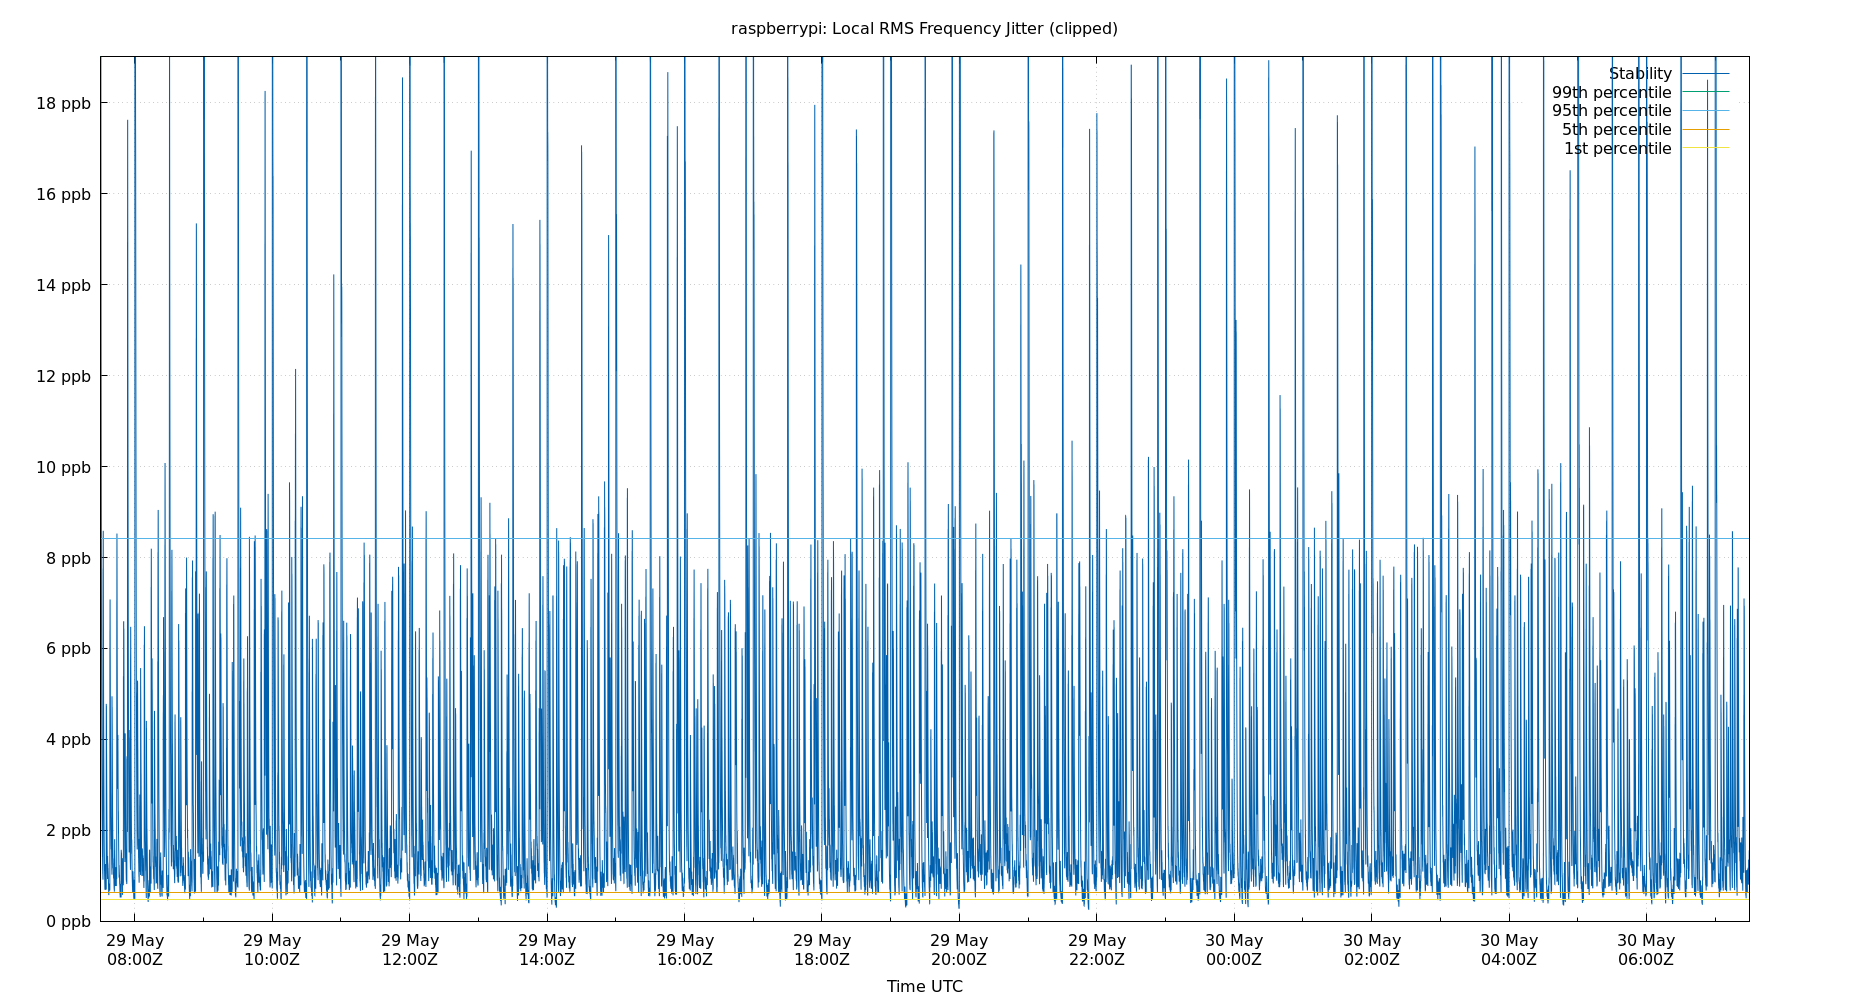 raspberrypi: Local RMS Frequency Jitter (clipped)
Stability
99th percentile
95th percentile
5th percentile
1st percentile
18 ppb
16 ppb
14 ppb
12 ppb
10 ppb
8 ppb
6 ppb
4 ppb
2 ppb
0 ppb
29 May 29 May 29 May 29 May 29 May 29 May 29 May 29 May 30 May 30 May 30 May 30 May
08:00Z 10:00Z 12:00Z 14:00Z 16:00Z 18:00Z 20:00Z 22:00Z 00:00Z 02:00Z 04:00Z 06:00Z
Time UTC